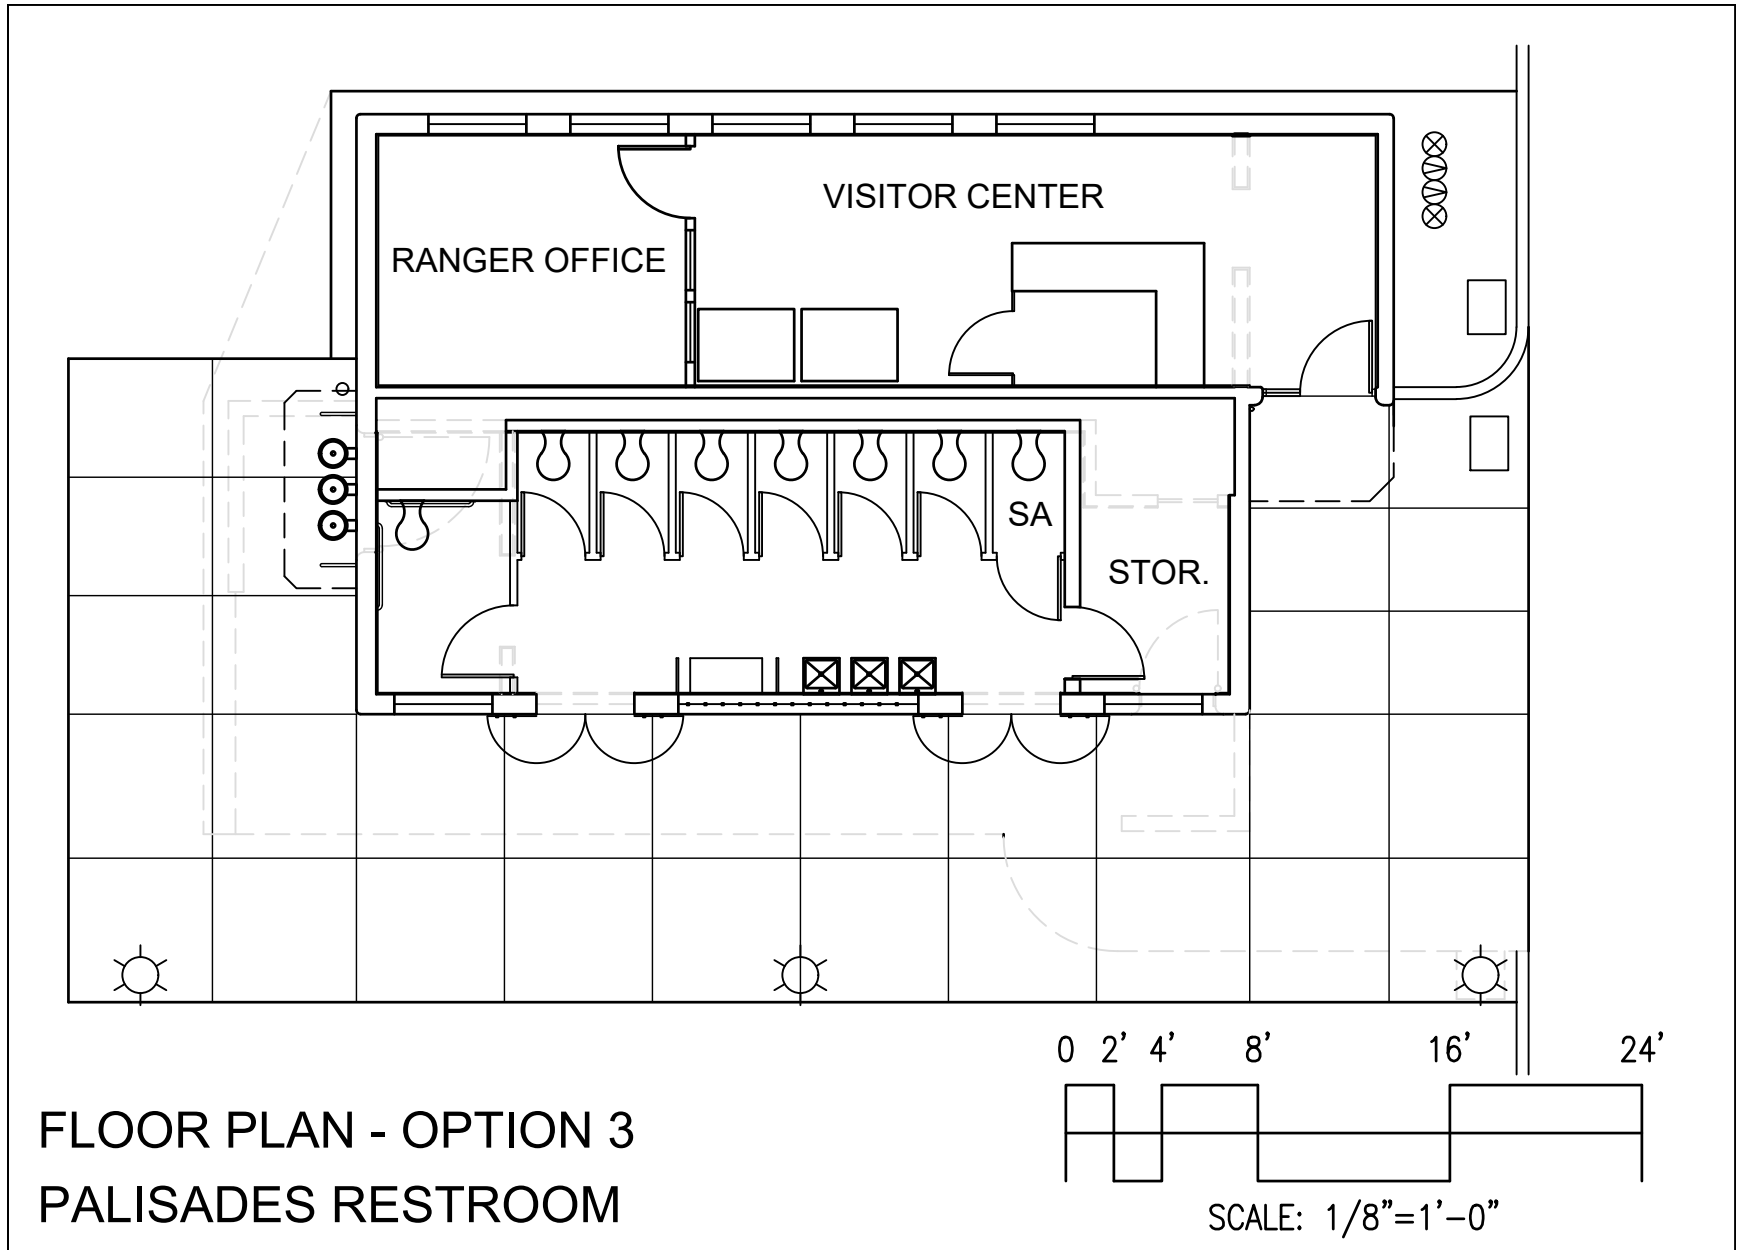 VISITOR CENTER
RANGER OFFICE
SA
STOR.
0 2' 4' 8' 16' 24'
FLOOR PLAN - OPTION 3
PALISADES RESTROOM
SCALE: 1/8"=1'-0"